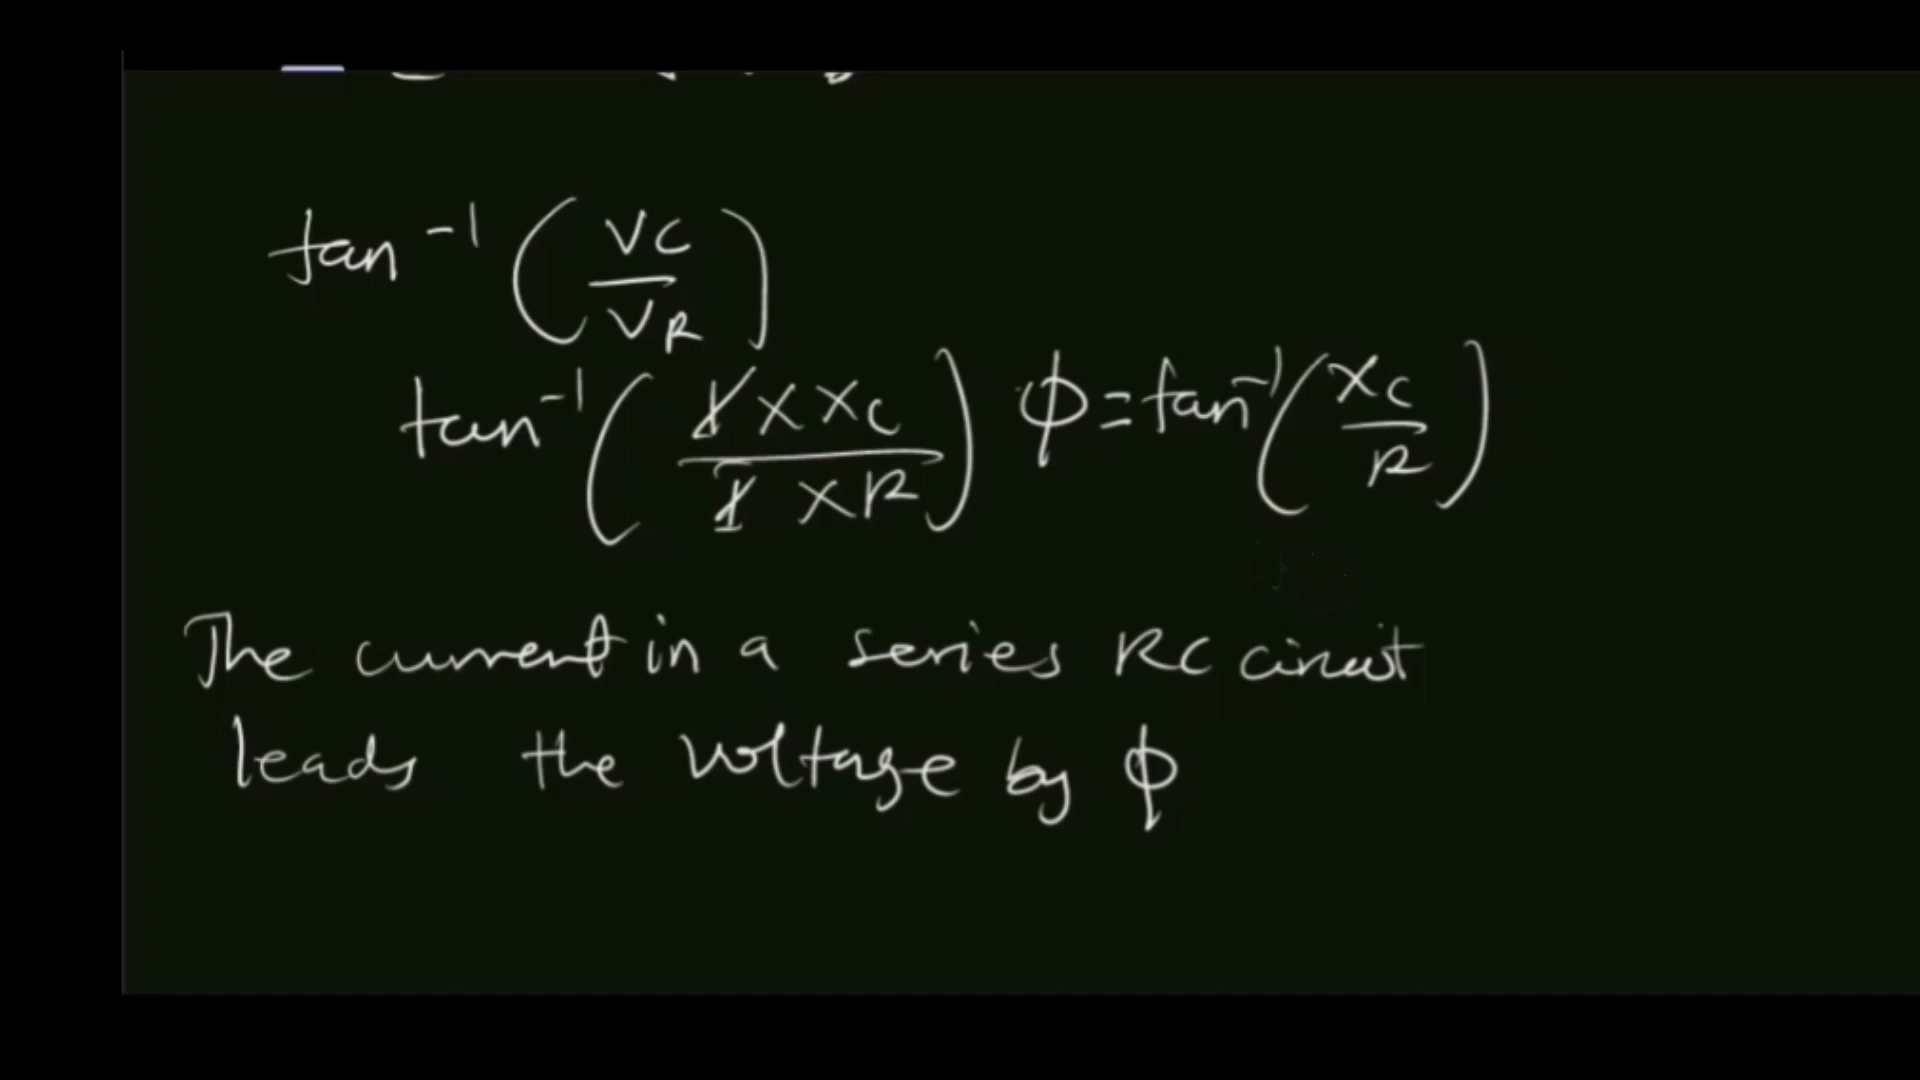 tan⁻¹ (VC / VR)
tan⁻¹ (I × XC / I × R) ϕ = tan⁻¹ (XC / R)
The current in a series RC circuit
leads the voltage by ϕ